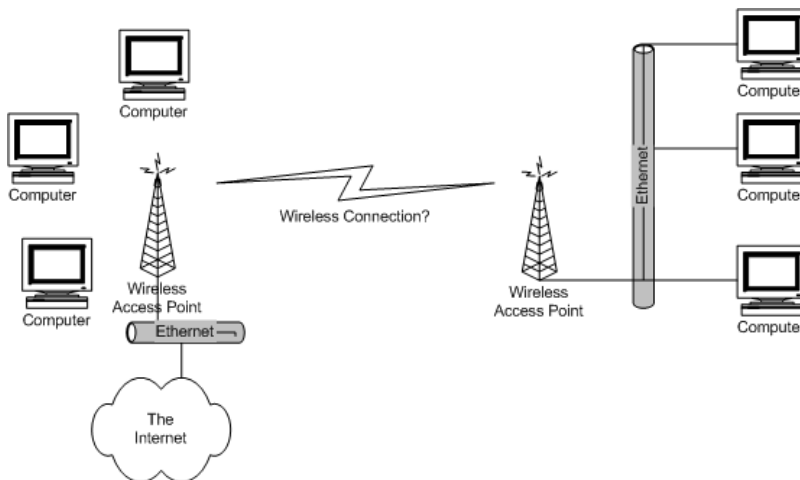 Computer
Computer
Computer
Wireless Connection?
Wireless
Access Point
Ethernet
The
Internet
Wireless
Access Point
Ethernet
Compute
Compute
Compute